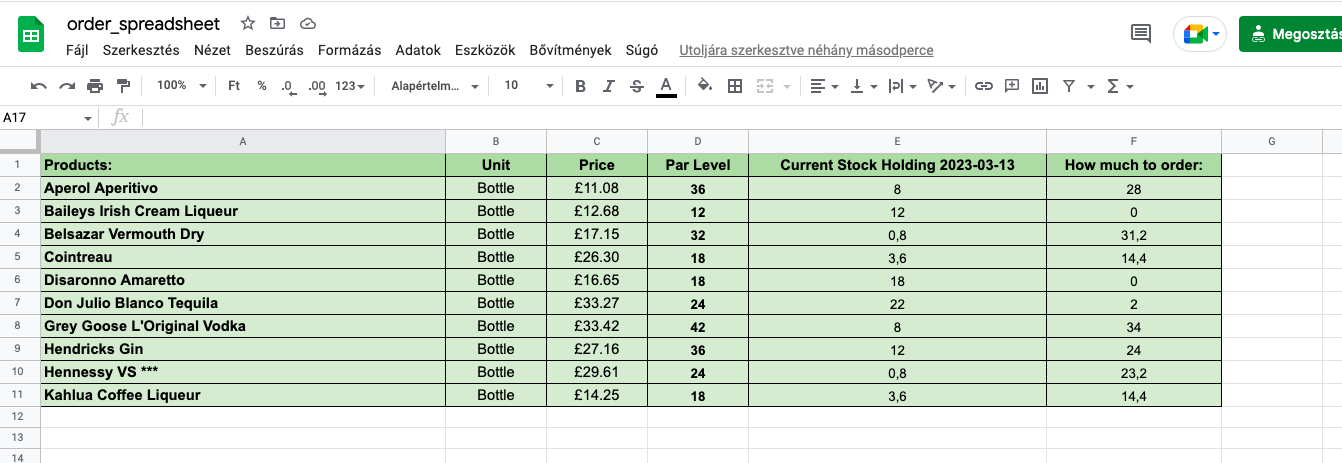 order_spreadsheet
Fájl Szerkesztés Nézet Beszúrás Formázás Adatok Eszközök Bővítmények Súgó Utoljára szerkesztve néhány másodperce
Megosztás
100% Ft % .0 .00 123 Alapértelm... 10 B I S A
A17 fx
A B C D E F G
1 Products: Unit Price Par Level Current Stock Holding 2023-03-13 How much to order:
2 Aperol Aperitivo Bottle £11.08 36 8 28
3 Baileys Irish Cream Liqueur Bottle £12.68 12 12 0
4 Belsazar Vermouth Dry Bottle £17.15 32 0,8 31,2
5 Cointreau Bottle £26.30 18 3,6 14,4
6 Disaronno Amaretto Bottle £16.65 18 18 0
7 Don Julio Blanco Tequila Bottle £33.27 24 22 2
8 Grey Goose L'Original Vodka Bottle £33.42 42 8 34
9 Hendricks Gin Bottle £27.16 36 12 24
10 Hennessy VS *** Bottle £29.61 24 0,8 23,2
11 Kahlua Coffee Liqueur Bottle £14.25 18 3,6 14,4
12
13
14